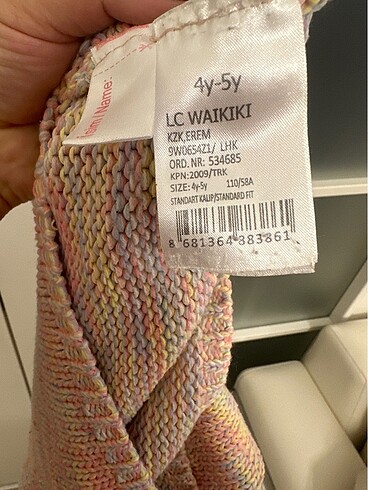 4y-5y
LC WAIKIKI
KZK,EREM
9W0654Z1/ LHK
ORD. NR: 534685
KPN:2009/TRK
SIZE: 4y-5y 110/58A
STANDART KALIP/STANDARD FIT
8 681364 383861
/Name: